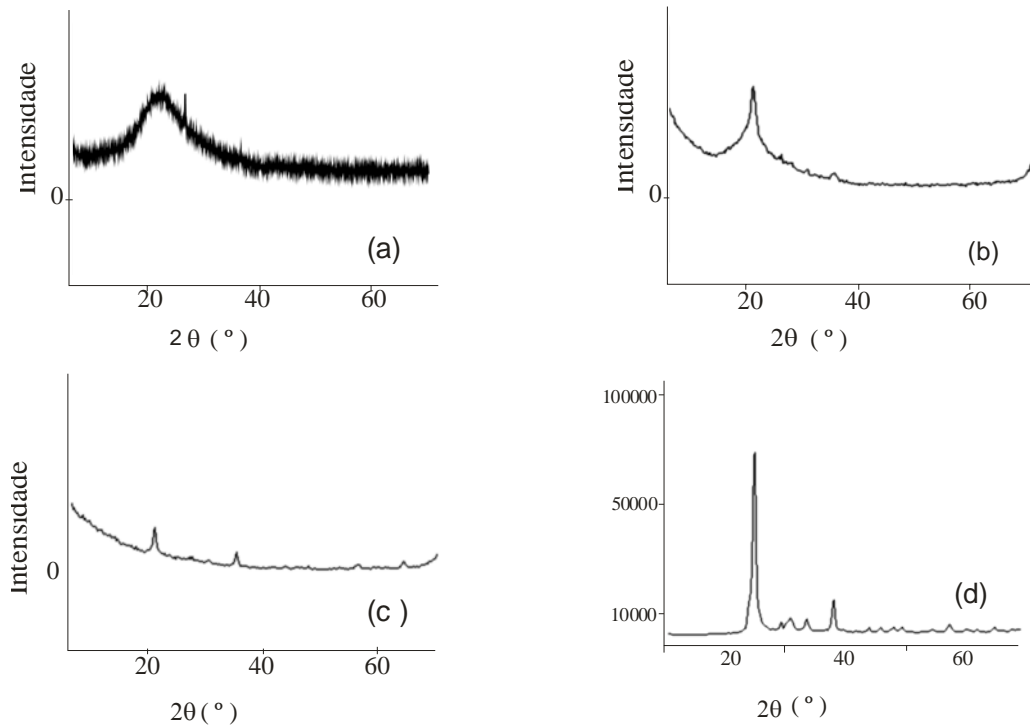 Intensidade
0
(a)
20 40 60
2 θ ( º )
Intensidade
0
(b)
20 40 60
2θ ( º )
Intensidade
0
(c )
20 40 60
2θ ( º )
100000
50000
10000
(d)
20 40 60
2θ ( º )